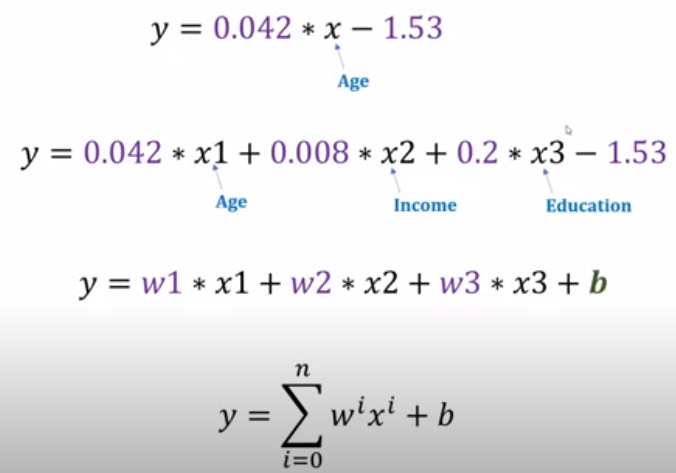 y = 0.042 * x − 1.53
Age
y = 0.042 * x1 + 0.008 * x2 + 0.2 * x3 − 1.53
Age Income Education
y = w1 * x1 + w2 * x2 + w3 * x3 + b
n
y = ∑ wⁱxⁱ + b
i=0